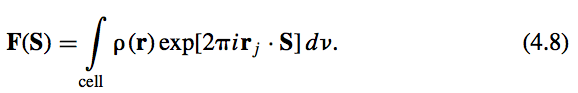 F(S) = ∫ ρ(r) exp[2πir_j · S] dν. (4.8)
cell